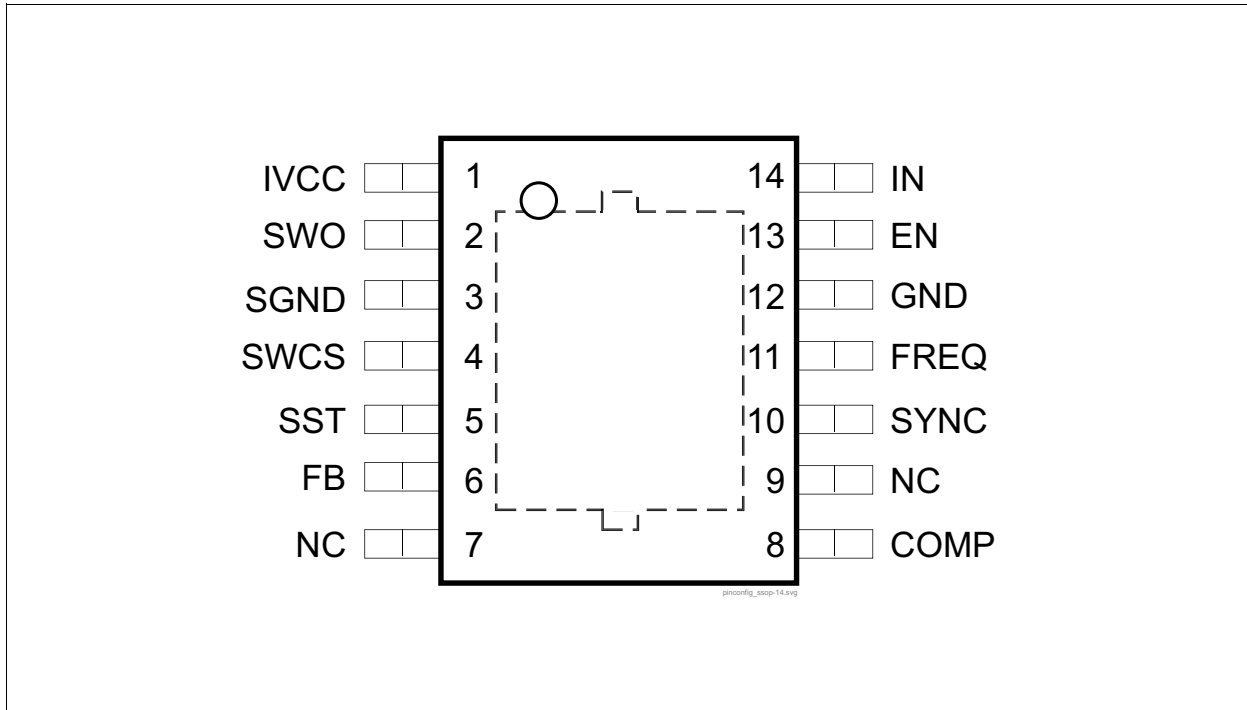 IVCC 1 14 IN
SWO 2 13 EN
SGND 3 12 GND
SWCS 4 11 FREQ
SST 5 10 SYNC
FB 6 9 NC
NC 7 8 COMP
pinconfig_ssop-14.svg